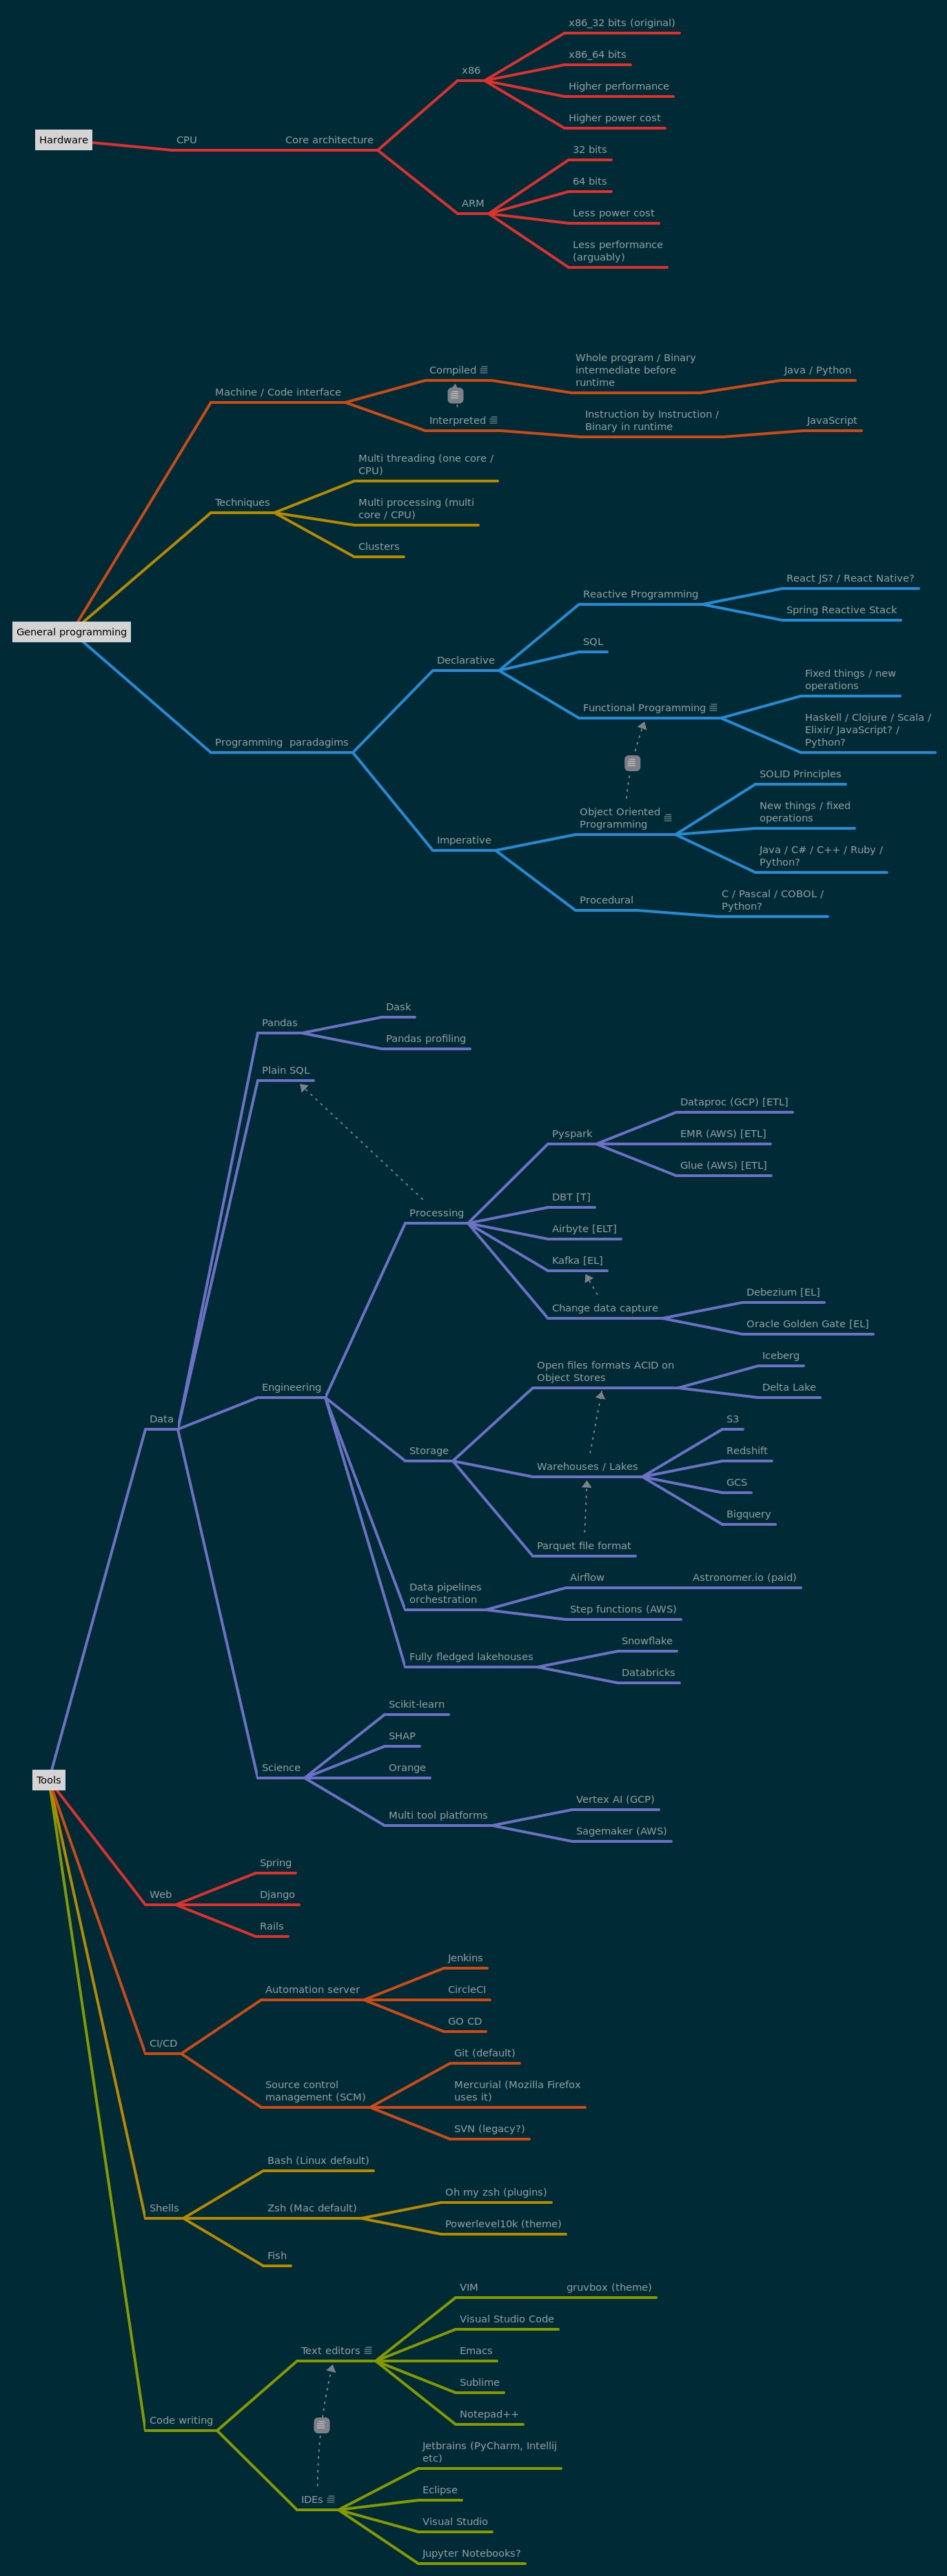 x86_32 bits (original)
x86_64 bits
x86
Higher performance
Higher power cost
Hardware
CPU
Core architecture
32 bits
64 bits
ARM
Less power cost
Less performance
(arguably)
Whole program / Binary
intermediate before
runtime
Compiled
Java / Python
Machine / Code interface
Instruction by Instruction /
Binary in runtime
Interpreted
JavaScript
Multi threading (one core /
CPU)
Techniques
Multi processing (multi
core / CPU)
Clusters
React JS? / React Native?
Reactive Programming
Spring Reactive Stack
General programming
SQL
Declarative
Fixed things / new
operations
Functional Programming
Haskell / Clojure / Scala /
Elixir/ JavaScript? /
Python?
Programming  paradagims
SOLID Principles
Object Oriented
Programming
New things / fixed
operations
Imperative
Java / C# / C++ / Ruby /
Python?
Procedural
C / Pascal / COBOL /
Python?
Dask
Pandas
Pandas profiling
Plain SQL
Dataproc (GCP) [ETL]
Pyspark
EMR (AWS) [ETL]
Glue (AWS) [ETL]
DBT [T]
Processing
Airbyte [ELT]
Kafka [EL]
Debezium [EL]
Change data capture
Oracle Golden Gate [EL]
Iceberg
Open files formats ACID on
Object Stores
Engineering
Delta Lake
Data
S3
Storage
Redshift
Warehouses / Lakes
GCS
Bigquery
Parquet file format
Airflow
Astronomer.io (paid)
Data pipelines
orchestration
Step functions (AWS)
Snowflake
Fully fledged lakehouses
Databricks
Scikit-learn
SHAP
Science
Orange
Tools
Vertex AI (GCP)
Multi tool platforms
Sagemaker (AWS)
Spring
Web
Django
Rails
Jenkins
Automation server
CircleCI
GO CD
CI/CD
Git (default)
Source control
management (SCM)
Mercurial (Mozilla Firefox
uses it)
SVN (legacy?)
Bash (Linux default)
Oh my zsh (plugins)
Shells
Zsh (Mac default)
Powerlevel10k (theme)
Fish
VIM
gruvbox (theme)
Visual Studio Code
Text editors
Emacs
Sublime
Notepad++
Code writing
Jetbrains (PyCharm, Intellij
etc)
Eclipse
IDEs
Visual Studio
Jupyter Notebooks?